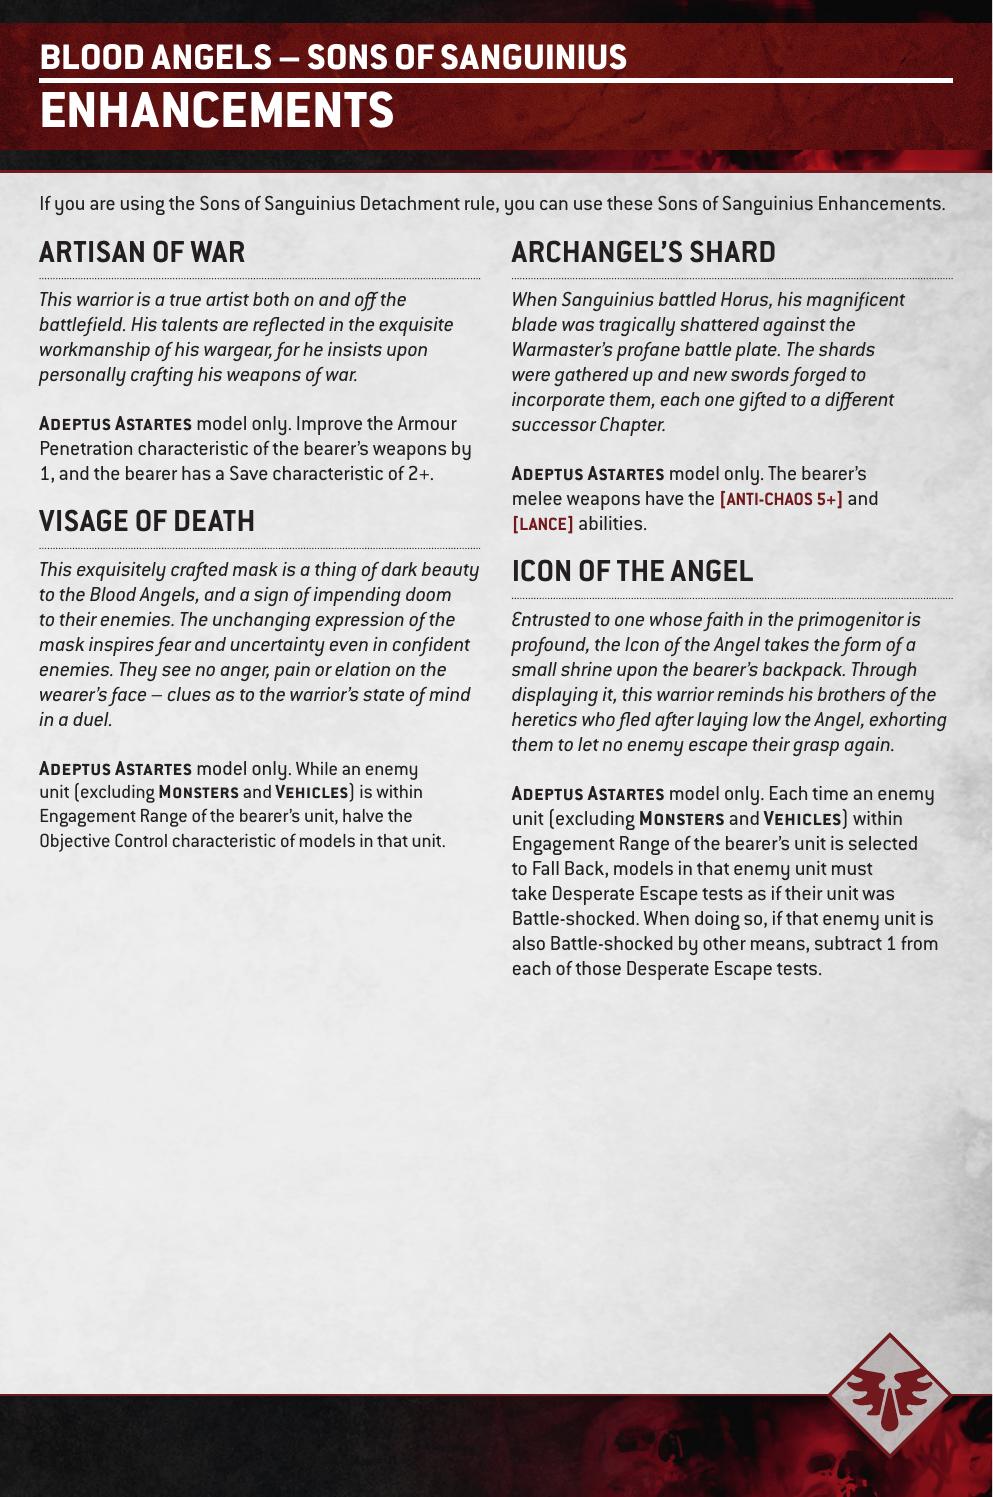 BLOOD ANGELS – SONS OF SANGUINIUS
ENHANCEMENTS
If you are using the Sons of Sanguinius Detachment rule, you can use these Sons of Sanguinius Enhancements.
ARTISAN OF WAR
This warrior is a true artist both on and off the
battlefield. His talents are reflected in the exquisite
workmanship of his wargear, for he insists upon
personally crafting his weapons of war.
ADEPTUS ASTARTES model only. Improve the Armour
Penetration characteristic of the bearer's weapons by
1, and the bearer has a Save characteristic of 2+.
VISAGE OF DEATH
This exquisitely crafted mask is a thing of dark beauty
to the Blood Angels, and a sign of impending doom
to their enemies. The unchanging expression of the
mask inspires fear and uncertainty even in confident
enemies. They see no anger, pain or elation on the
wearer's face – clues as to the warrior's state of mind
in a duel.
ADEPTUS ASTARTES model only. While an enemy
unit (excluding MONSTERS and VEHICLES) is within
Engagement Range of the bearer's unit, halve the
Objective Control characteristic of models in that unit.
ARCHANGEL'S SHARD
When Sanguinius battled Horus, his magnificent
blade was tragically shattered against the
Warmaster's profane battle plate. The shards
were gathered up and new swords forged to
incorporate them, each one gifted to a different
successor Chapter.
ADEPTUS ASTARTES model only. The bearer's
melee weapons have the [ANTI-CHAOS 5+] and
[LANCE] abilities.
ICON OF THE ANGEL
Entrusted to one whose faith in the primogenitor is
profound, the Icon of the Angel takes the form of a
small shrine upon the bearer's backpack. Through
displaying it, this warrior reminds his brothers of the
heretics who fled after laying low the Angel, exhorting
them to let no enemy escape their grasp again.
ADEPTUS ASTARTES model only. Each time an enemy
unit (excluding MONSTERS and VEHICLES) within
Engagement Range of the bearer's unit is selected
to Fall Back, models in that enemy unit must
take Desperate Escape tests as if their unit was
Battle-shocked. When doing so, if that enemy unit is
also Battle-shocked by other means, subtract 1 from
each of those Desperate Escape tests.